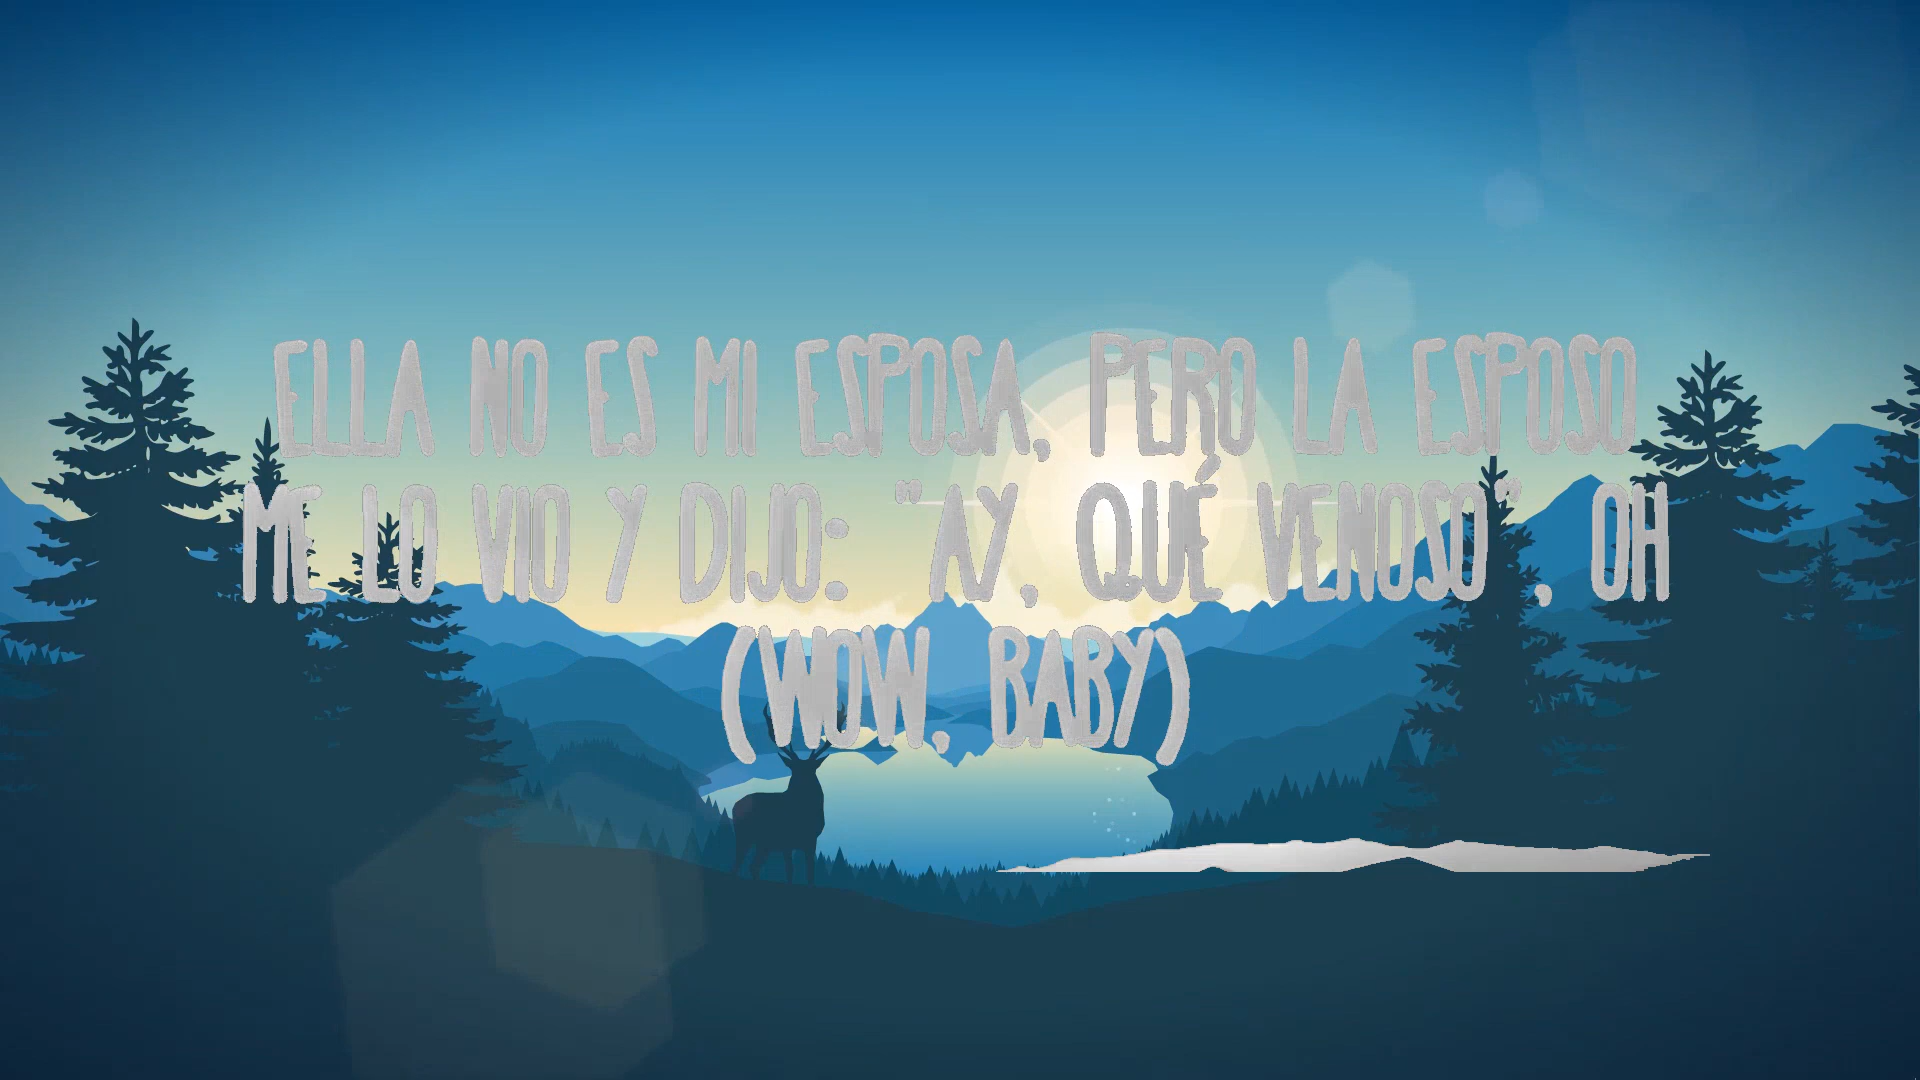 ELLA NO ES MI ESPOSA, PERO LA ESPOSO
ME LO VIO Y DIJO: "AY, QUÉ VENOSO", OH
(WOW, BABY)